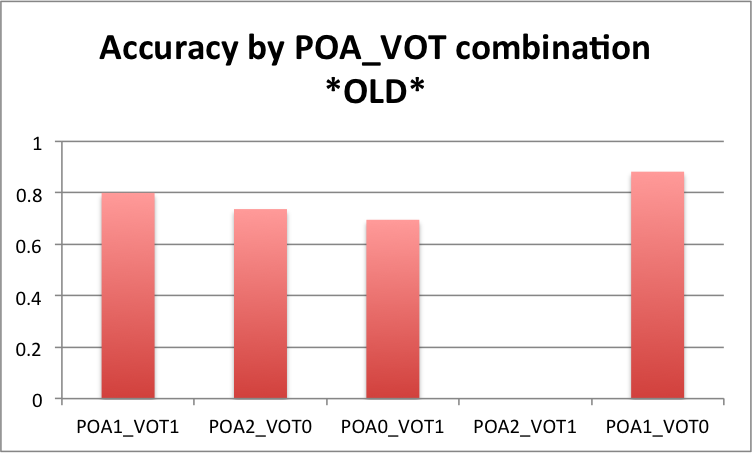 Accuracy by POA_VOT combination
*OLD*
1
0.8
0.6
0.4
0.2
0
POA1_VOT1 POA2_VOT0 POA0_VOT1 POA2_VOT1 POA1_VOT0